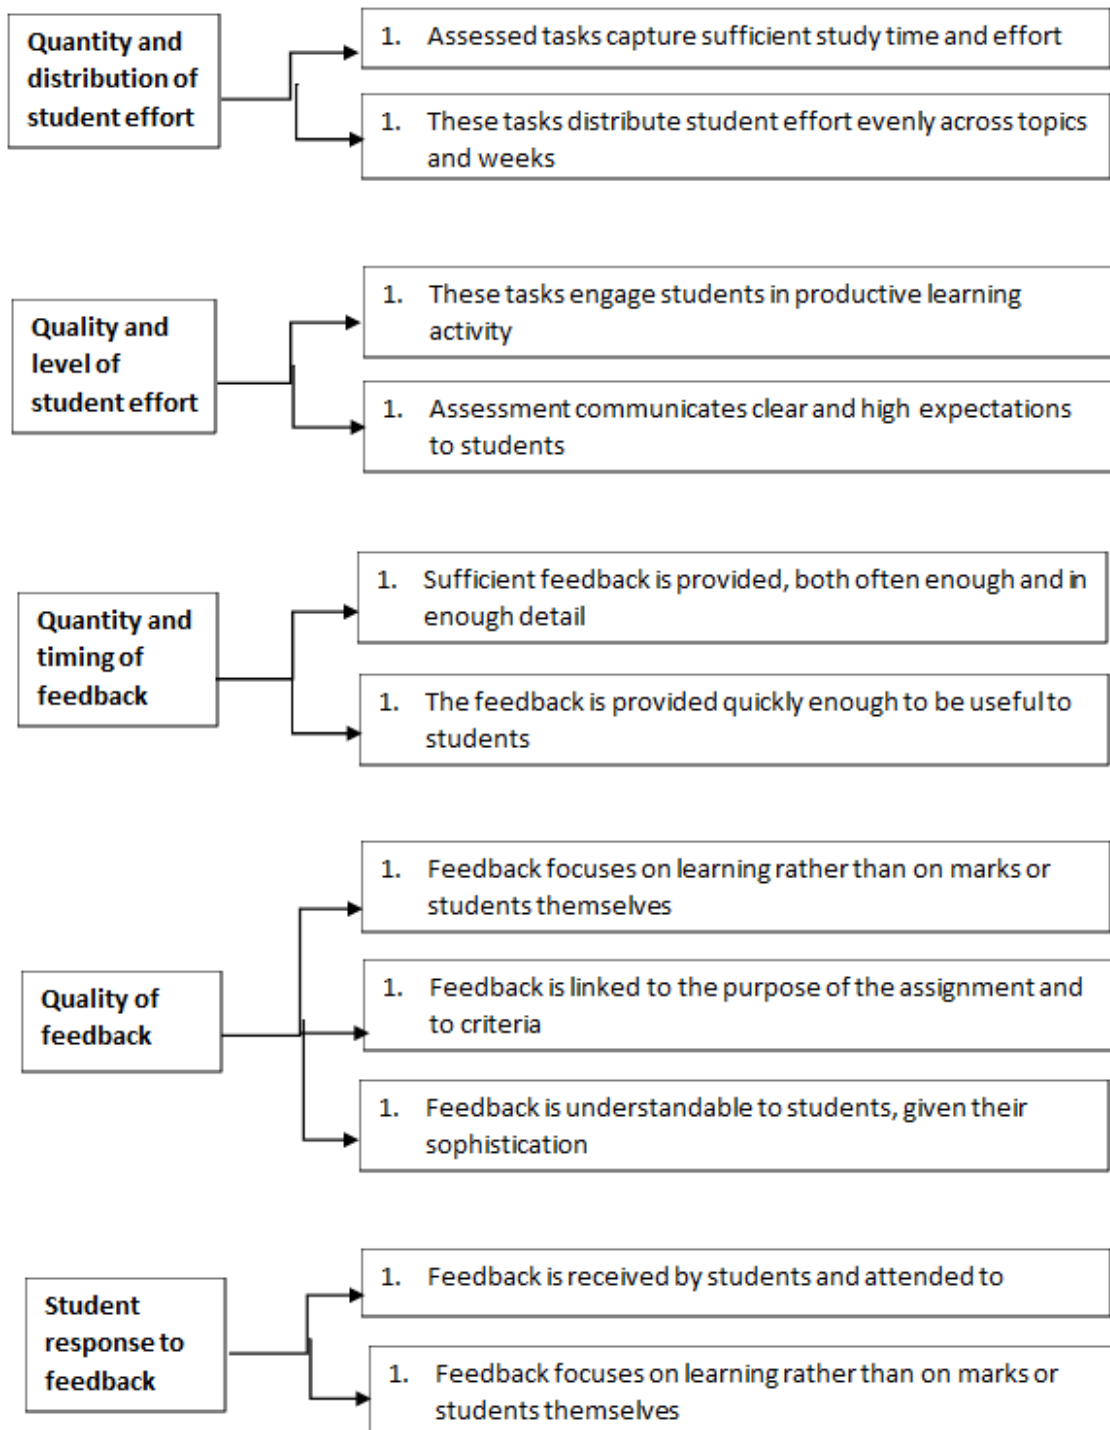 Quantity and
distribution of
student effort
1. Assessed tasks capture sufficient study time and effort
1. These tasks distribute student effort evenly across topics
and weeks
Quality and
level of
student effort
1. These tasks engage students in productive learning
activity
1. Assessment communicates clear and high expectations
to students
Quantity and
timing of
feedback
1. Sufficient feedback is provided, both often enough and in
enough detail
1. The feedback is provided quickly enough to be useful to
students
Quality of
feedback
1. Feedback focuses on learning rather than on marks or
students themselves
1. Feedback is linked to the purpose of the assignment and
to criteria
1. Feedback is understandable to students, given their
sophistication
Student
response to
feedback
1. Feedback is received by students and attended to
1. Feedback focuses on learning rather than on marks or
students themselves